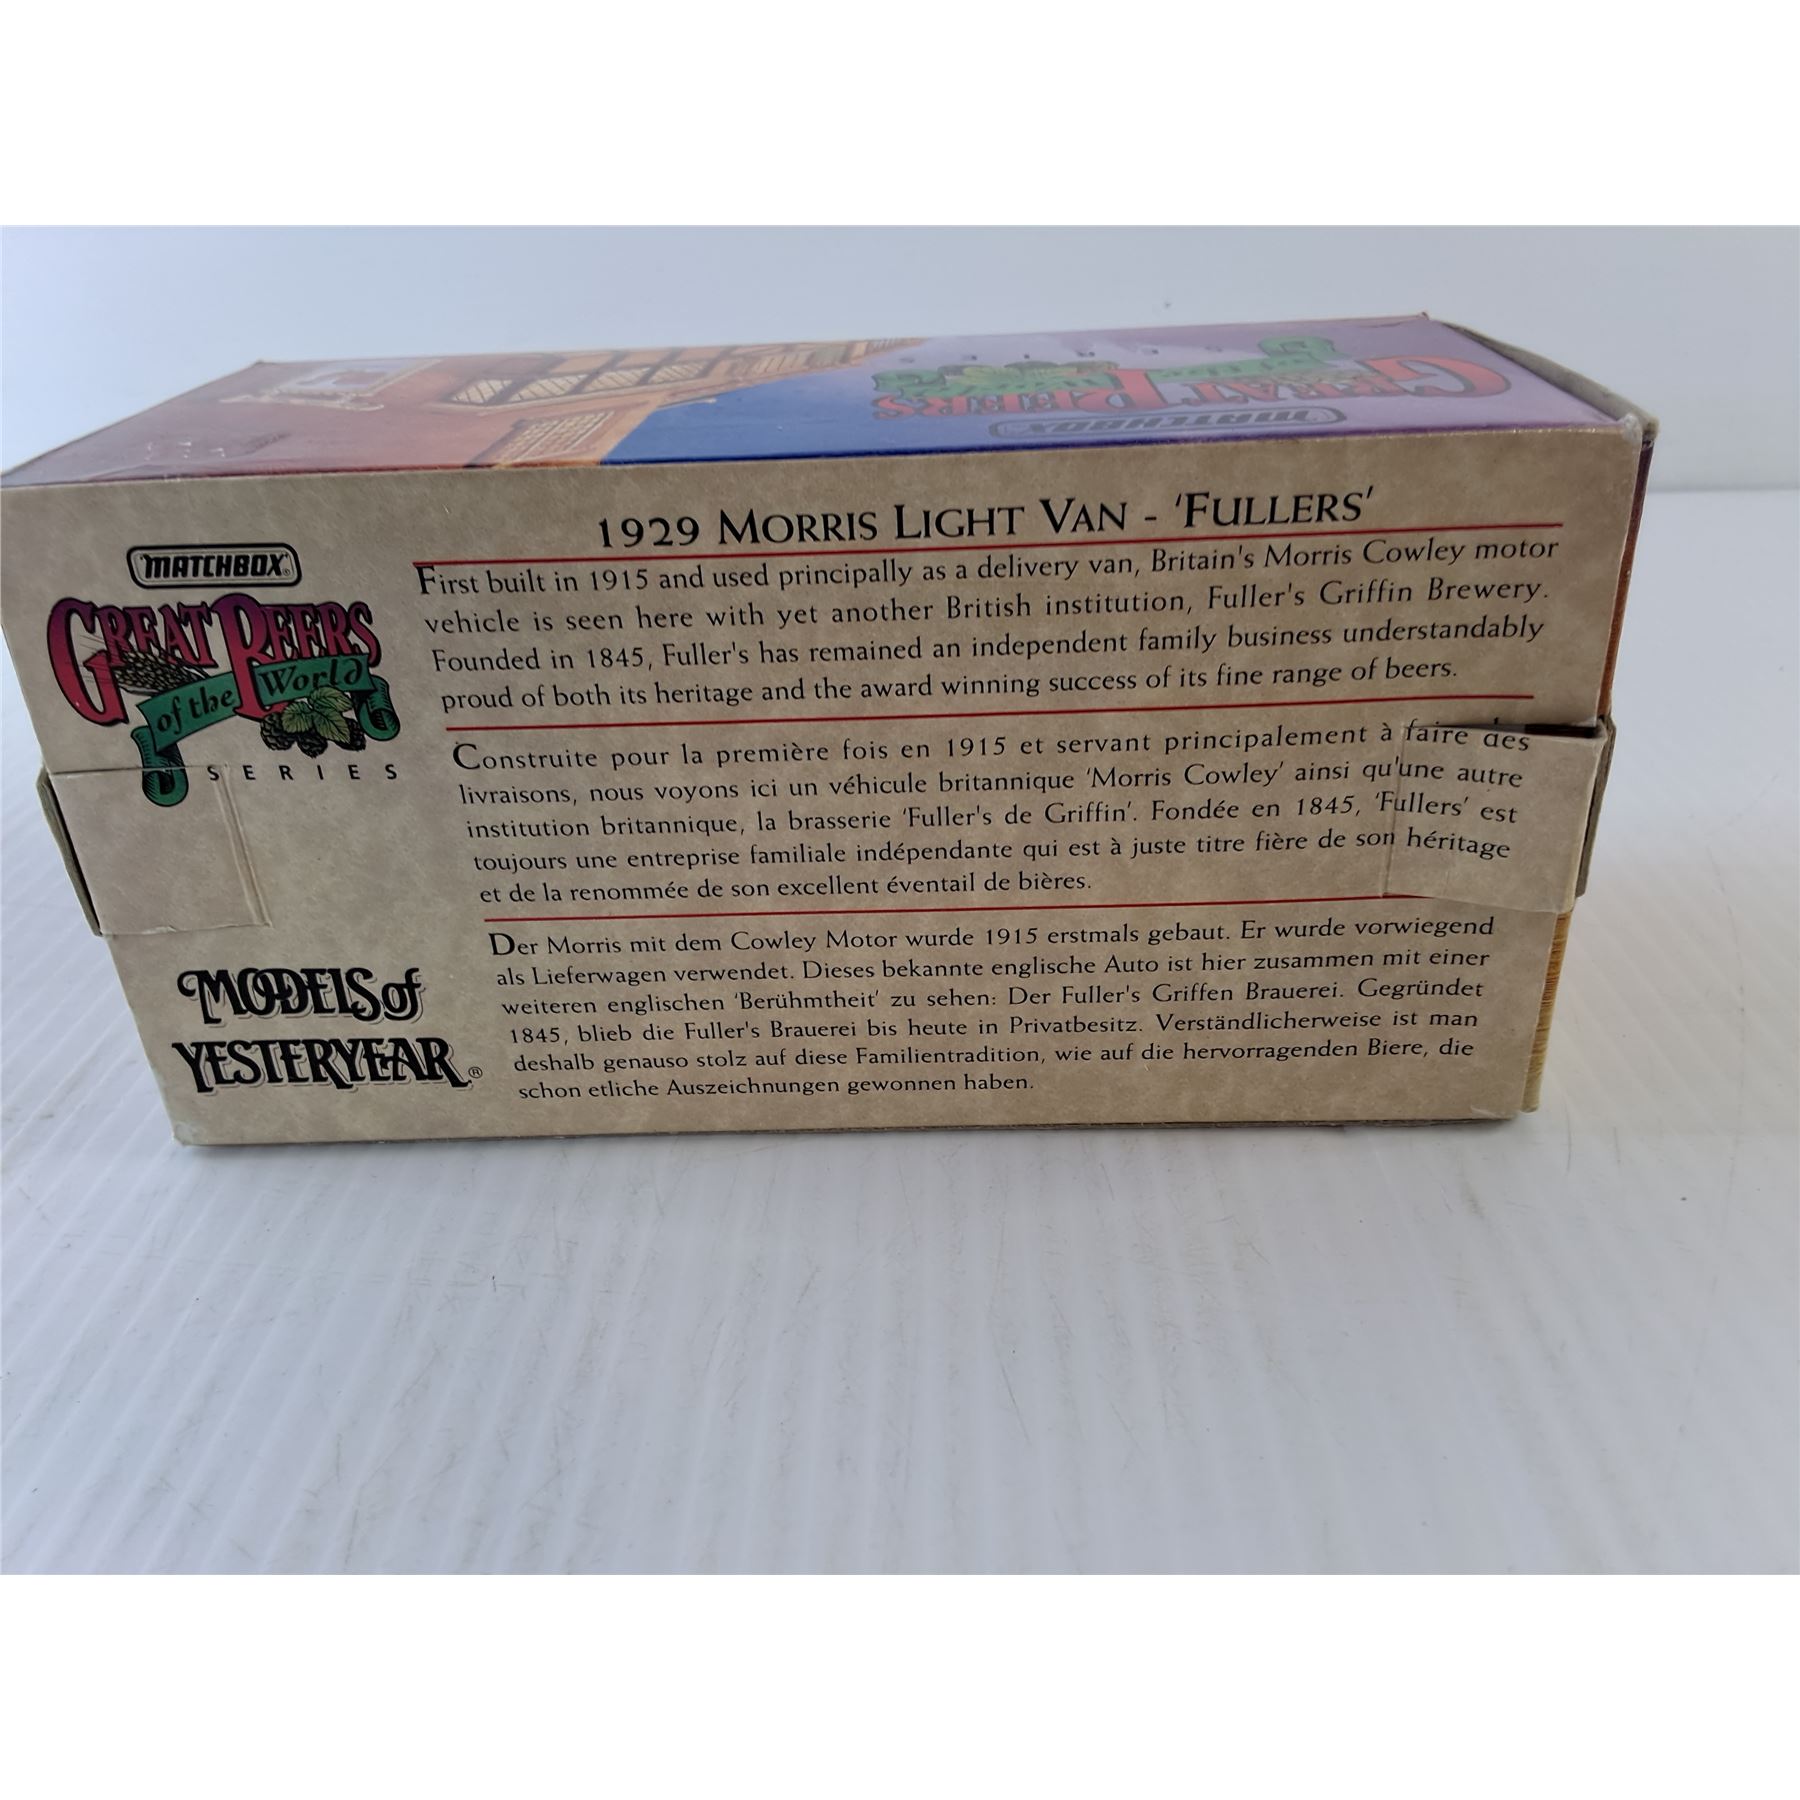 MATCHBOX
GREAT BEERS
of the World
SERIES
1929 MORRIS LIGHT VAN - 'FULLERS'
First built in 1915 and used principally as a delivery van, Britain's Morris Cowley motor
vehicle is seen here with yet another British institution, Fuller's Griffin Brewery.
Founded in 1845, Fuller's has remained an independent family business understandably
proud of both its heritage and the award winning success of its fine range of beers.
Construite pour la première fois en 1915 et servant principalement à faire des
livraisons, nous voyons ici un véhicule britannique 'Morris Cowley' ainsi qu'une autre
institution britannique, la brasserie 'Fuller's de Griffin'. Fondée en 1845, 'Fullers' est
toujours une entreprise familiale indépendante qui est à juste titre fière de son héritage
et de la renommée de son excellent éventail de bières.
Der Morris mit dem Cowley Motor wurde 1915 erstmals gebaut. Er wurde vorwiegend
als Lieferwagen verwendet. Dieses bekannte englische Auto ist hier zusammen mit einer
weiteren englischen 'Berühmtheit' zu sehen: Der Fuller's Griffen Brauerei. Gegründet
1845, blieb die Fuller's Brauerei bis heute in Privatbesitz. Verständlicherweise ist man
deshalb genauso stolz auf diese Familientradition, wie auf die hervorragenden Biere, die
schon etliche Auszeichnungen gewonnen haben.
MODELS of
YESTERYEAR®
MATCHBOX
GREAT BEERS
of the
SERIES